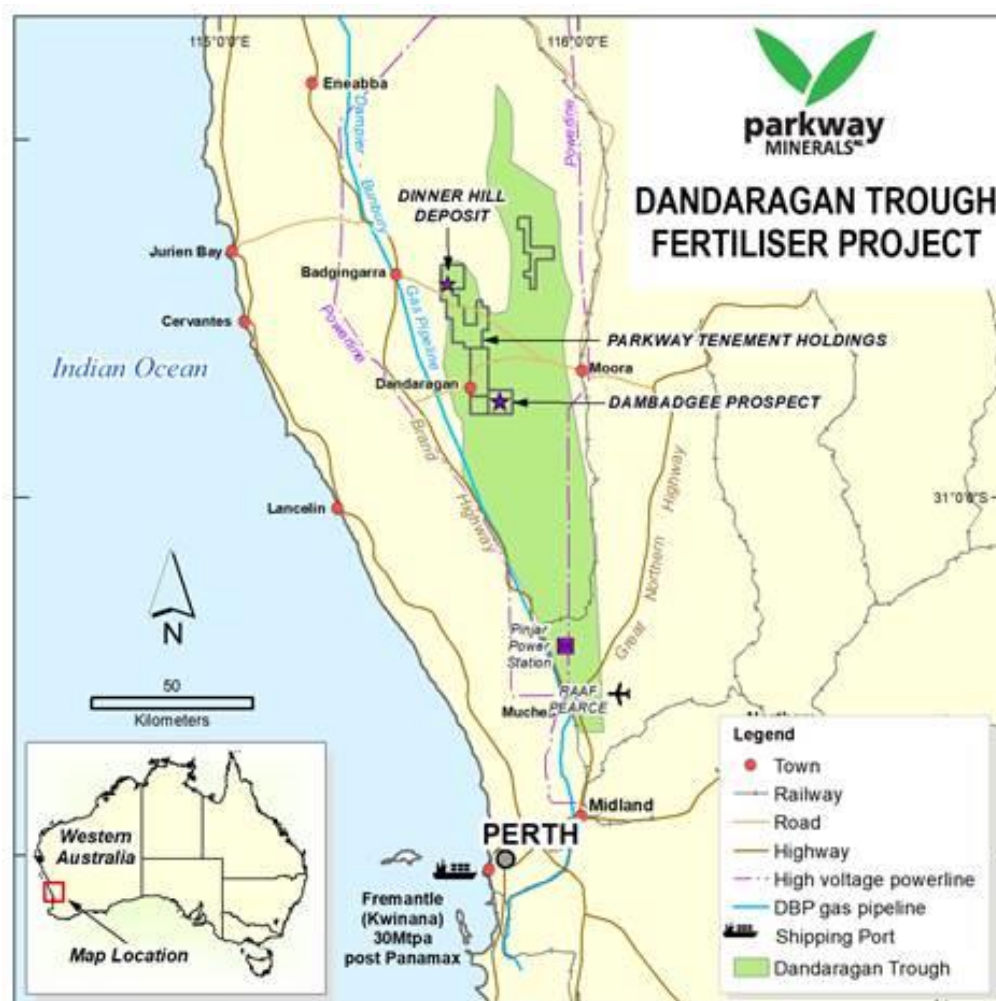 115°0'0"E
116°0'0"E
parkway
MINERALS NL
DANDARAGAN TROUGH
FERTILISER PROJECT
Eneabba
Dampier - Bunbury
Gas Pipeline
Powerline
DINNER HILL
DEPOSIT
Jurien Bay
Badgingarra
Cervantes
Powerline
PARKWAY TENEMENT HOLDINGS
Indian Ocean
Moora
Dandaragan
DAMBADGEE PROSPECT
Brand
Highway
Great Northern Highway
31°0'0"S
Lancelin
N
50
Kilometers
Pinjar
Power
Station
RAAF
PEARCE
Muche
Midland
PERTH
Fremantle
(Kwinana)
30Mtpa
post Panamax
Western
Australia
Map Location
Legend
Town
Railway
Road
Highway
High voltage powerline
DBP gas pipeline
Shipping Port
Dandaragan Trough